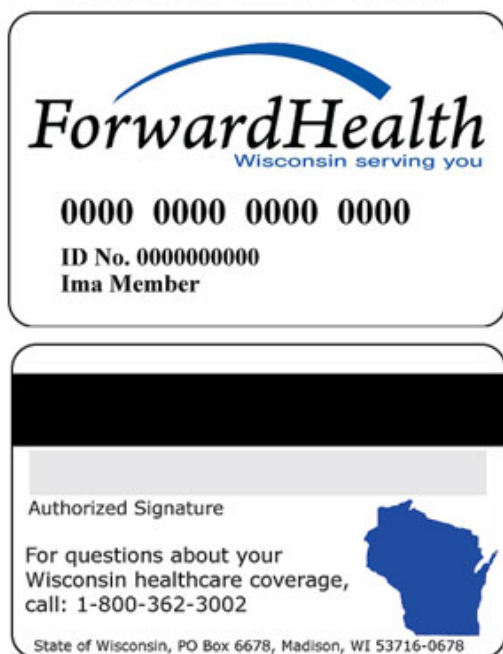 ForwardHealth
Wisconsin serving you
0000 0000 0000 0000
ID No. 0000000000
Ima Member
Authorized Signature
For questions about your
Wisconsin healthcare coverage,
call: 1-800-362-3002
State of Wisconsin, PO Box 6678, Madison, WI 53716-0678